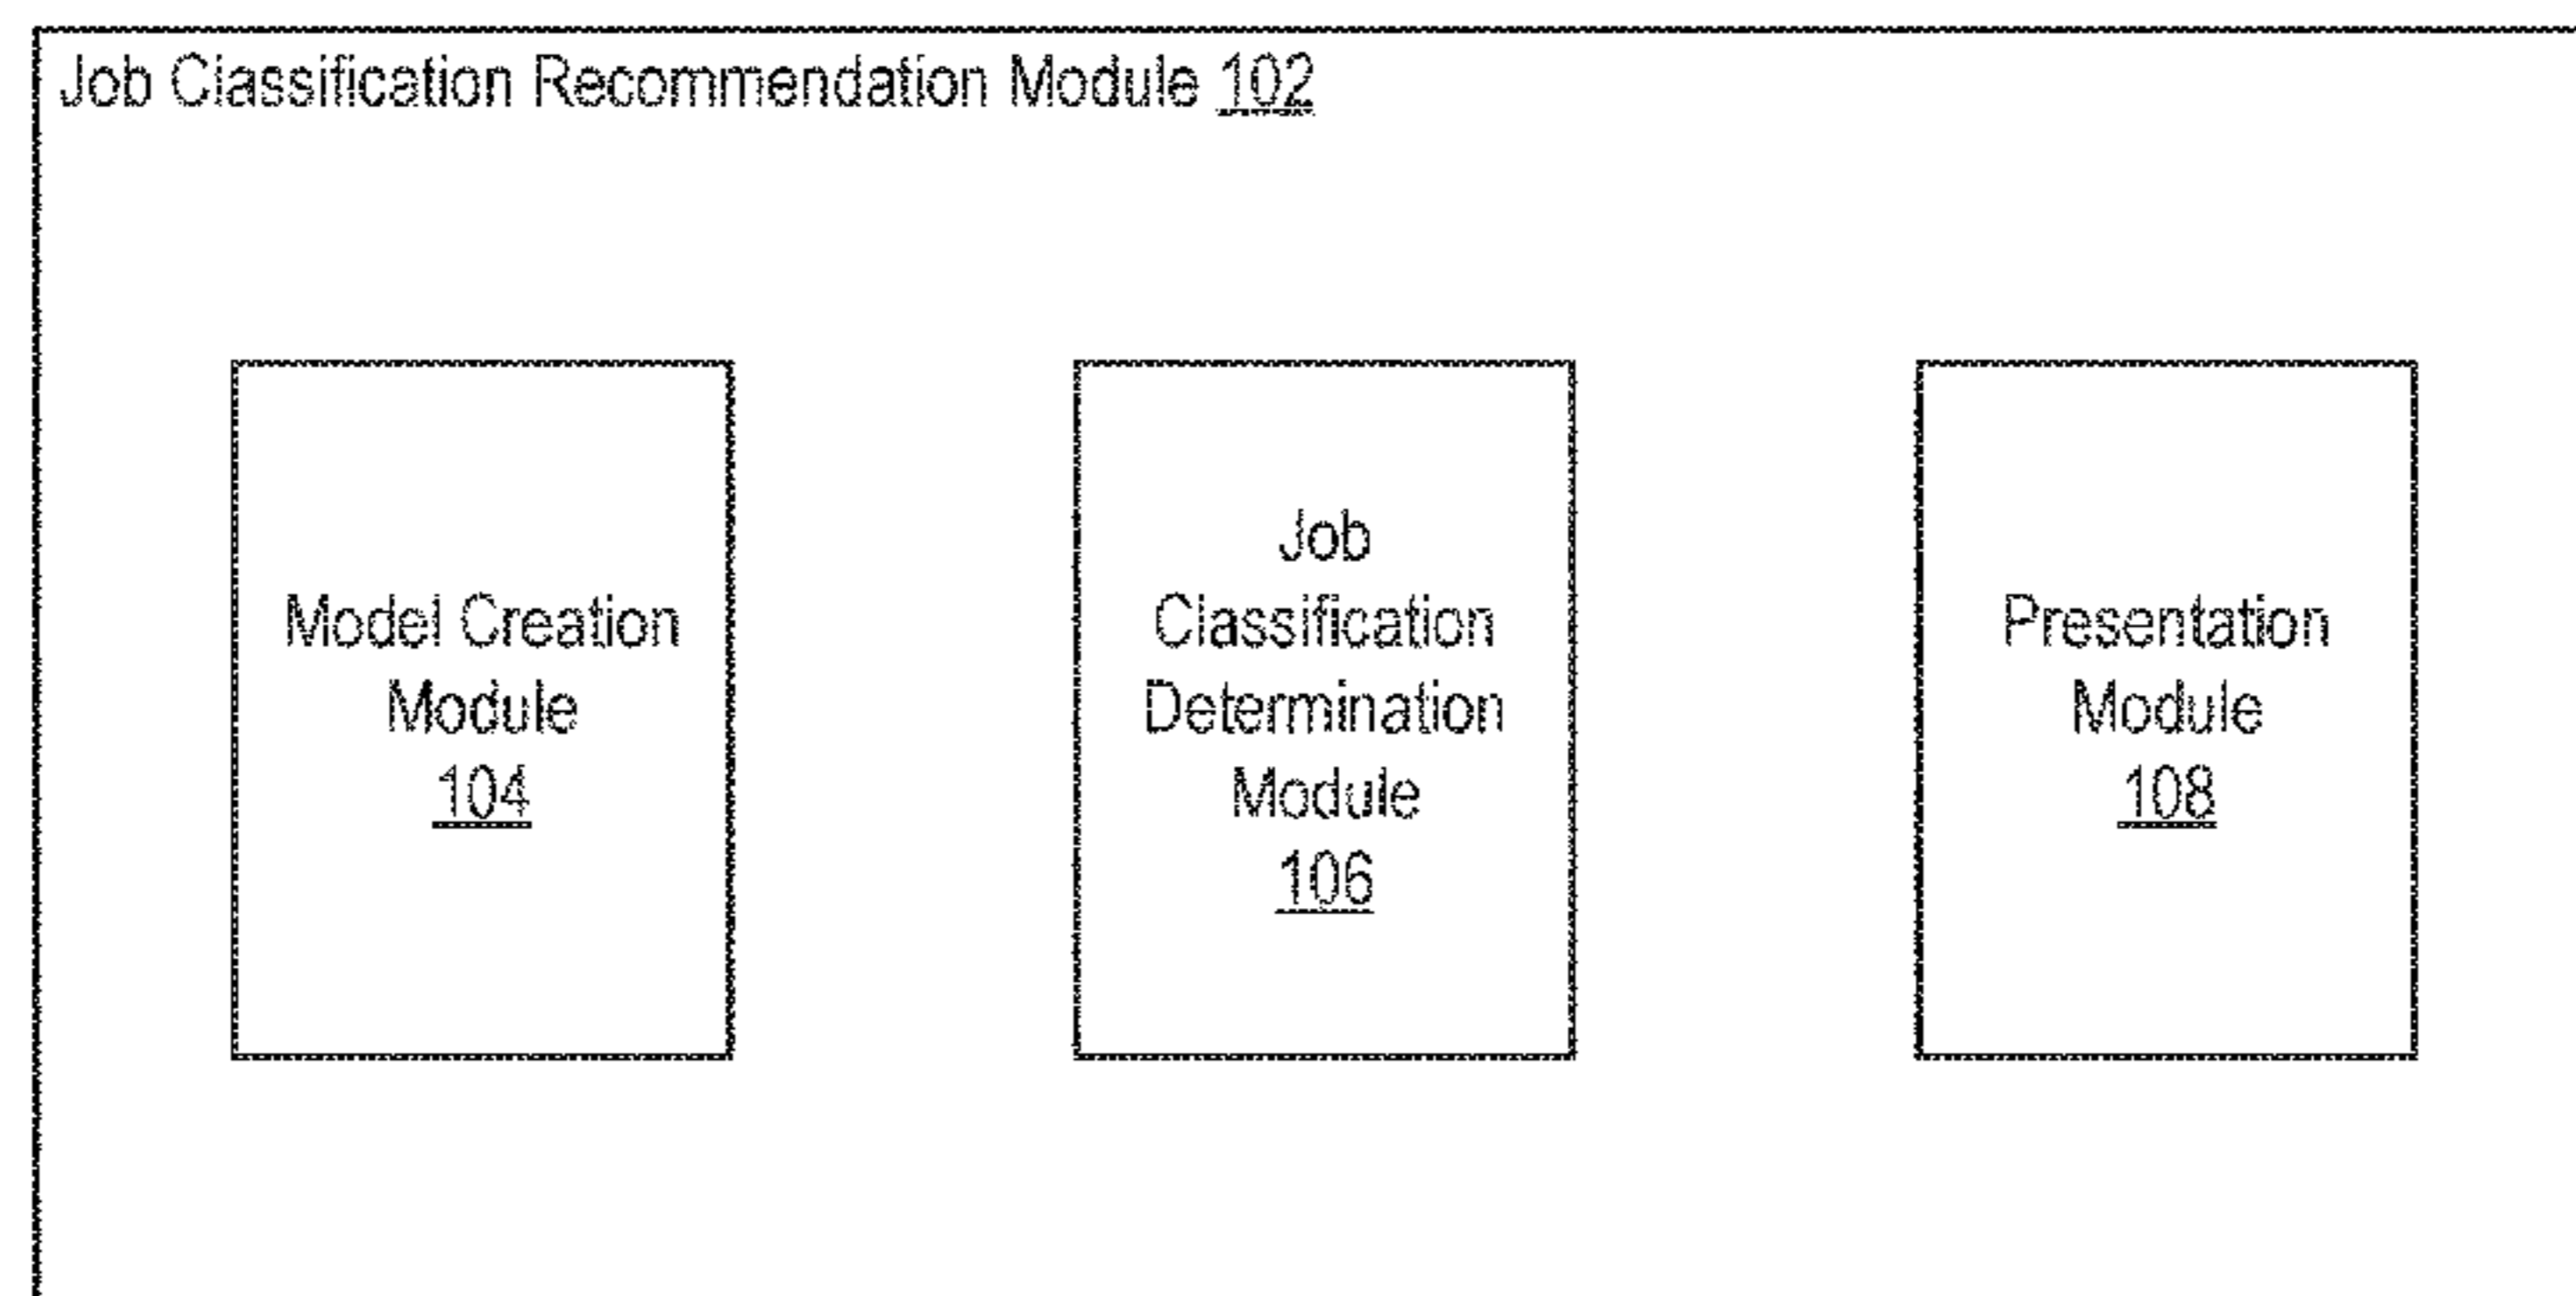 Job Classification Recommendation Module 102
Model Creation
Module
104
Job
Classification
Determination
Module
106
Presentation
Module
108